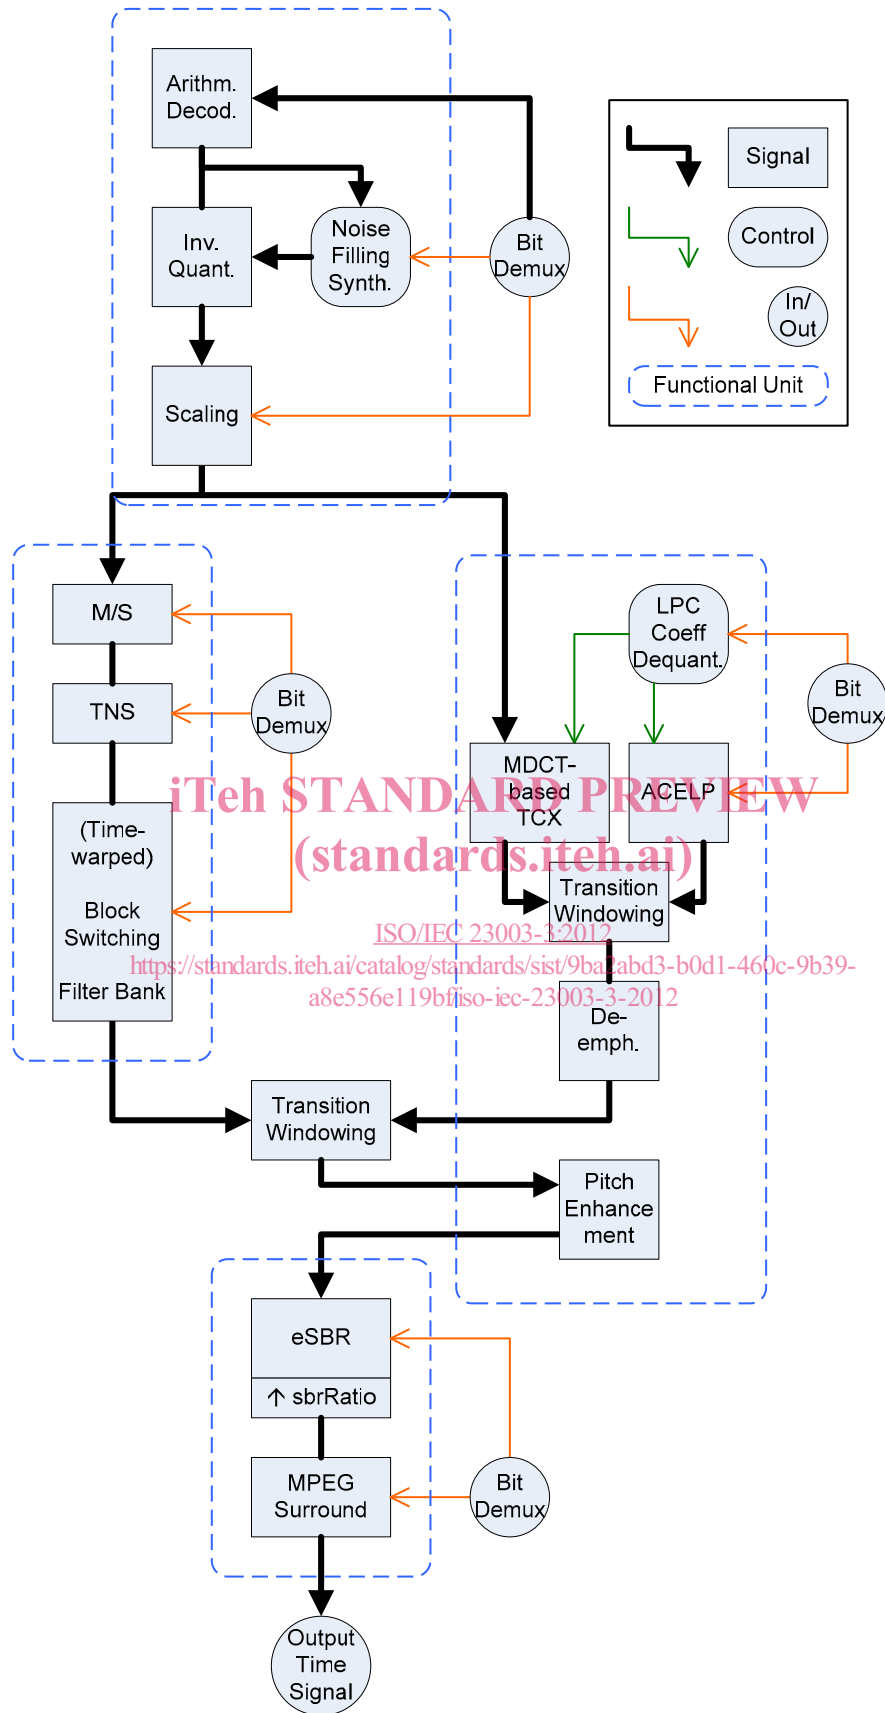 Arithm.
Decod.
Inv.
Quant.
Noise
Filling
Synth.
Bit
Demux
Scaling
Signal
Control
In/
Out
Functional Unit
M/S
TNS
(Time-
warped)
Block
Switching
Filter Bank
Bit
Demux
LPC
Coeff
Dequant.
Bit
Demux
MDCT-
based
TCX
ACELP
iTeh STANDARD PREVIEW
(standards.iteh.ai)
Transition
Windowing
ISO/IEC 23003-3:2012
https://standards.iteh.ai/catalog/standards/sist/9ba2abd3-b0d1-460c-9b39-
a8e556e119bf/iso-iec-23003-3-2012
De-
emph.
Transition
Windowing
Pitch
Enhance
ment
eSBR
↑ sbrRatio
MPEG
Surround
Bit
Demux
Output
Time
Signal